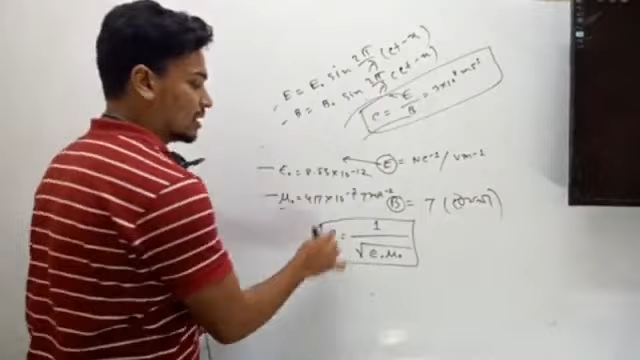 E = E₀ sin 2π/λ (ct-x)
B = B₀ sin 2π/λ (ct-x)
c = E/B = 3×10⁸ ms⁻¹
ε₀ = 8.55×10-12
E = NC⁻¹ / Vm⁻¹
μ₀ = 4π×10⁻⁷
B = T
= 1/√ε₀μ₀